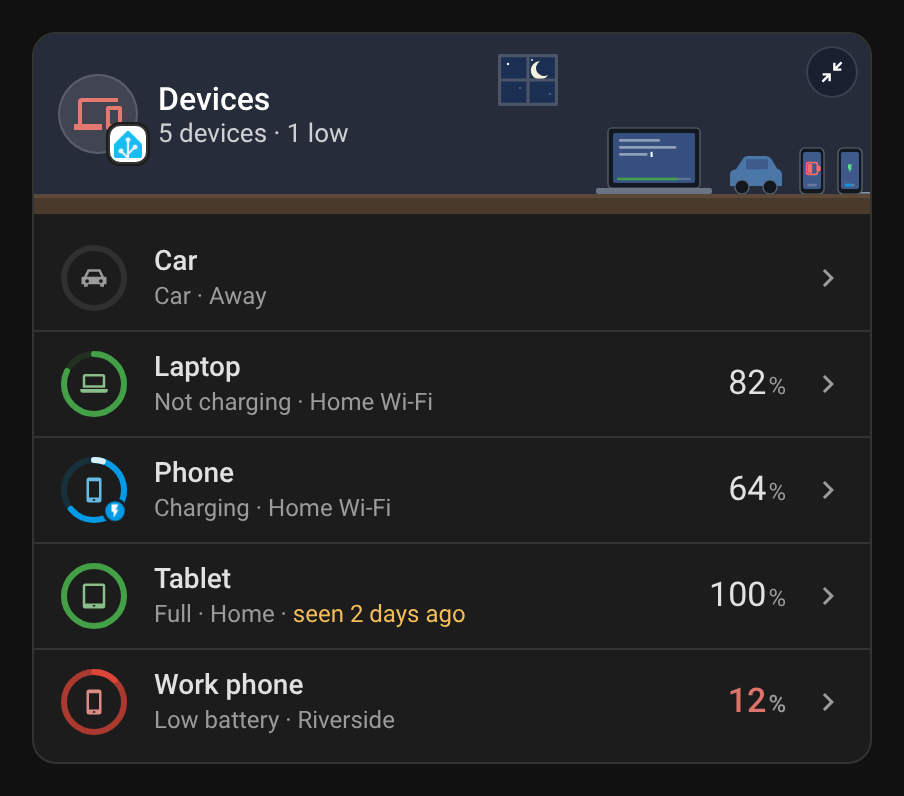 Devices
5 devices · 1 low
Car
Car · Away
Laptop
Not charging · Home Wi-Fi
82%
Phone
Charging · Home Wi-Fi
64%
Tablet
Full · Home · seen 2 days ago
100%
Work phone
Low battery · Riverside
12%